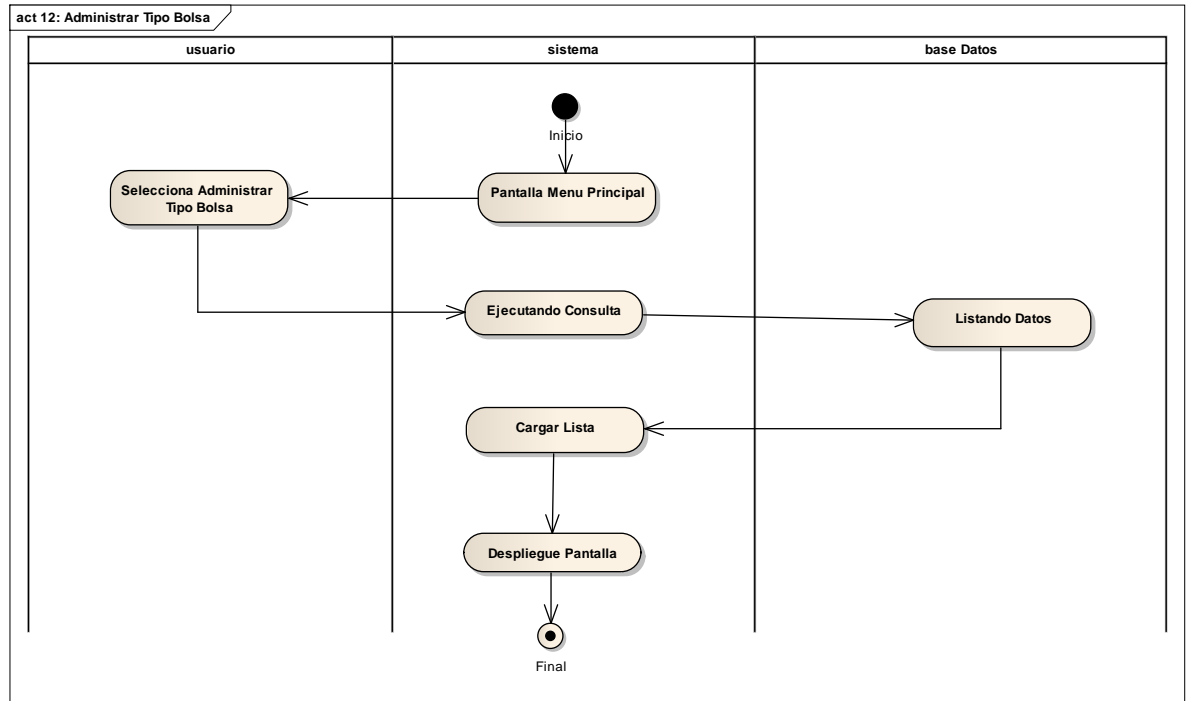 act 12: Administrar Tipo Bolsa
usuario
sistema
base Datos
Inicio
Selecciona Administrar
Tipo Bolsa
Pantalla Menu Principal
Ejecutando Consulta
Listando Datos
Cargar Lista
Despliegue Pantalla
Final